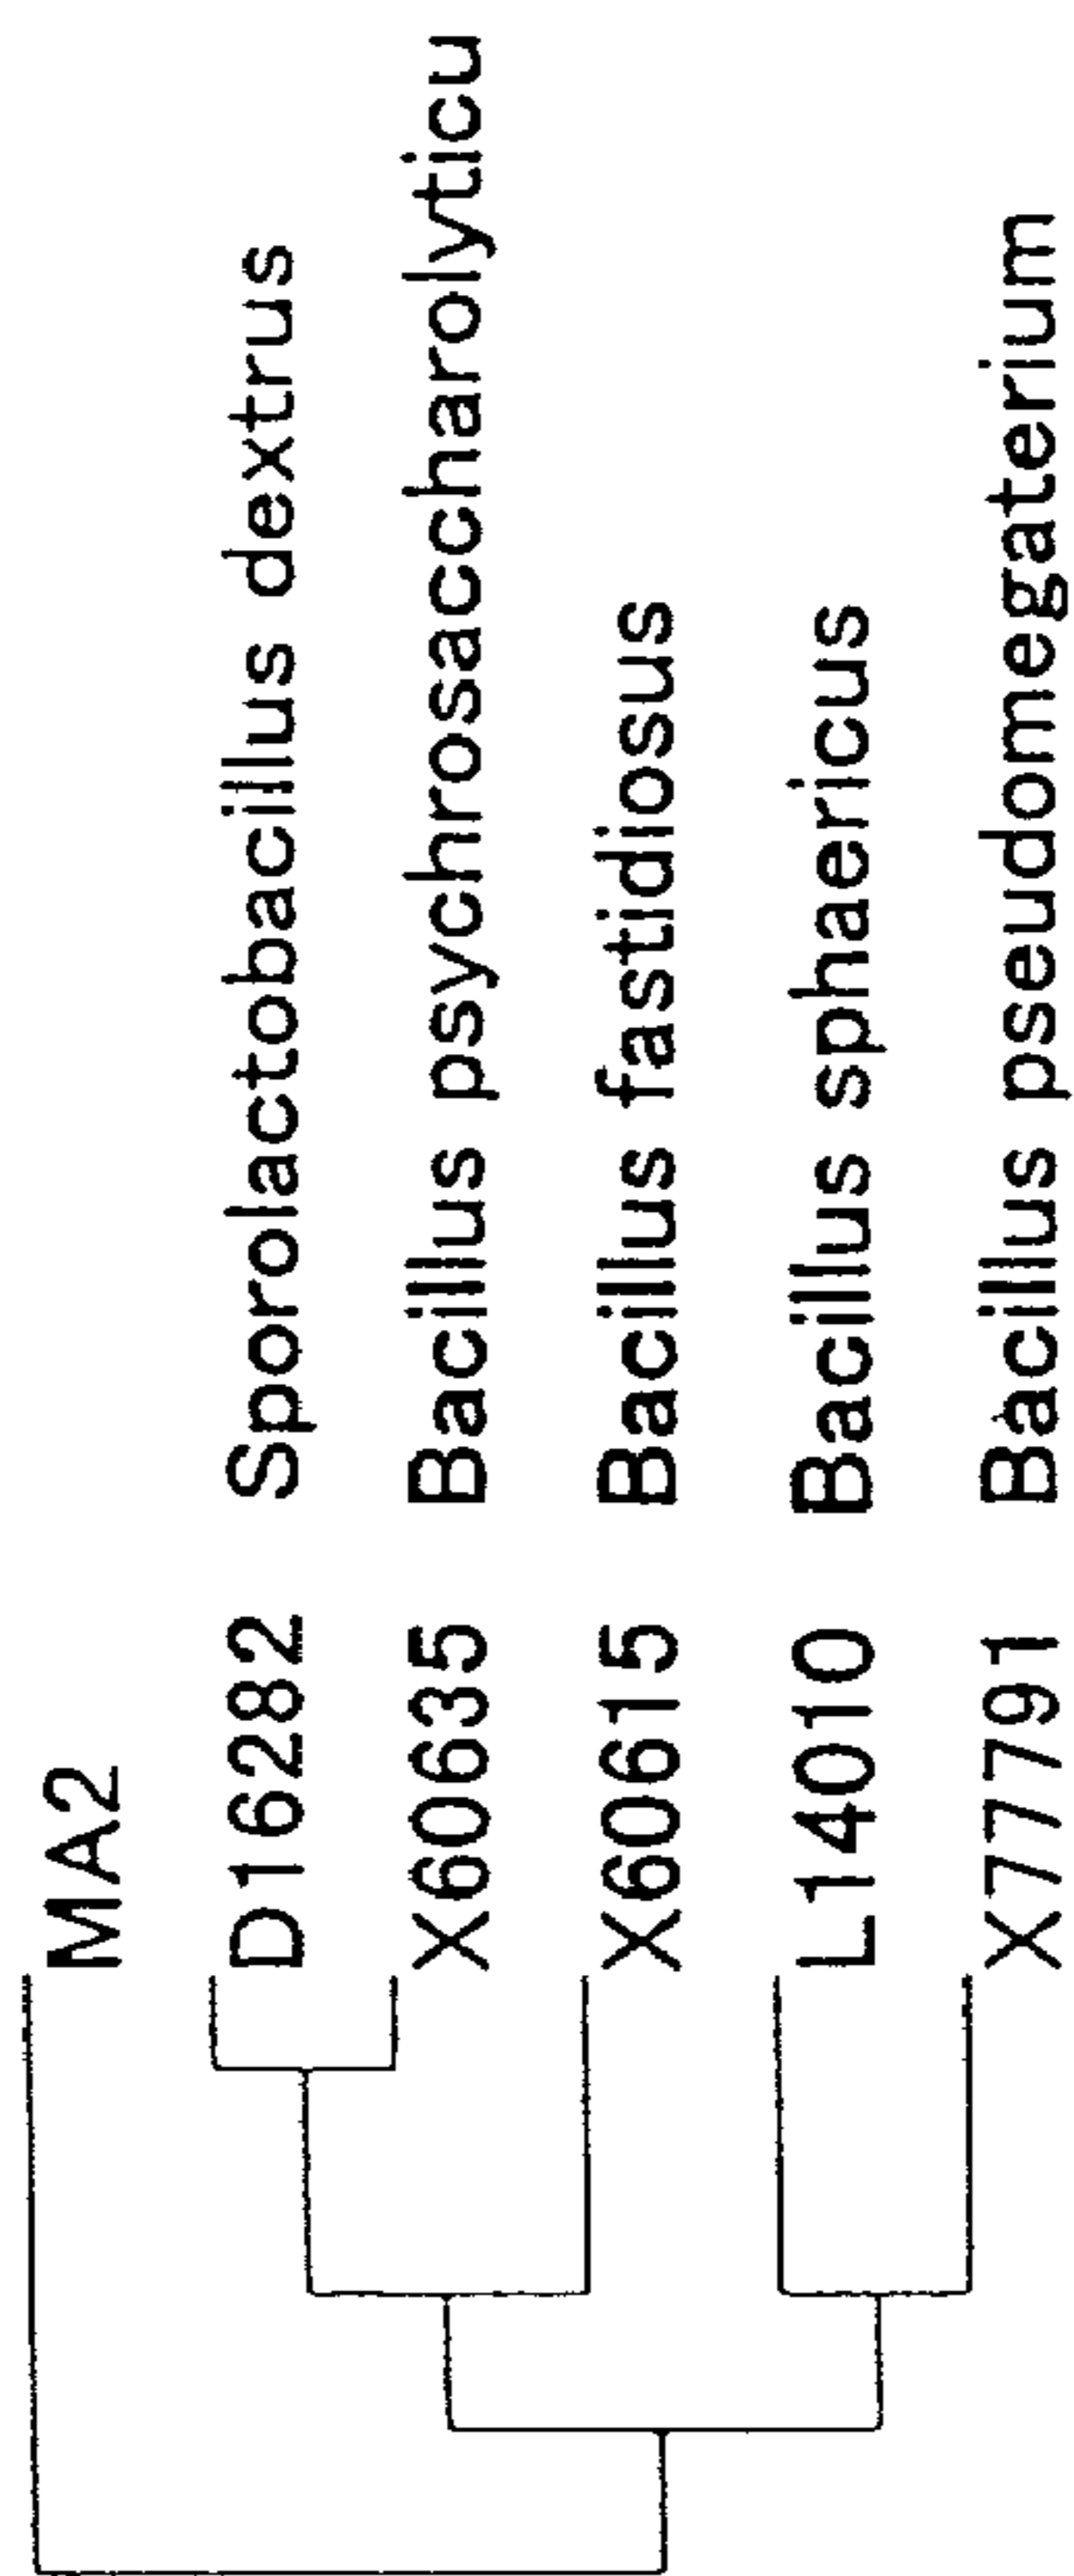 MA2
D16282 Sporolactobacillus dextrus
X60635 Bacillus psychrosaccharolyticu
X60615 Bacillus fastidiosus
L14010 Bacillus sphaericus
X77791 Bacillus pseudomegaterium